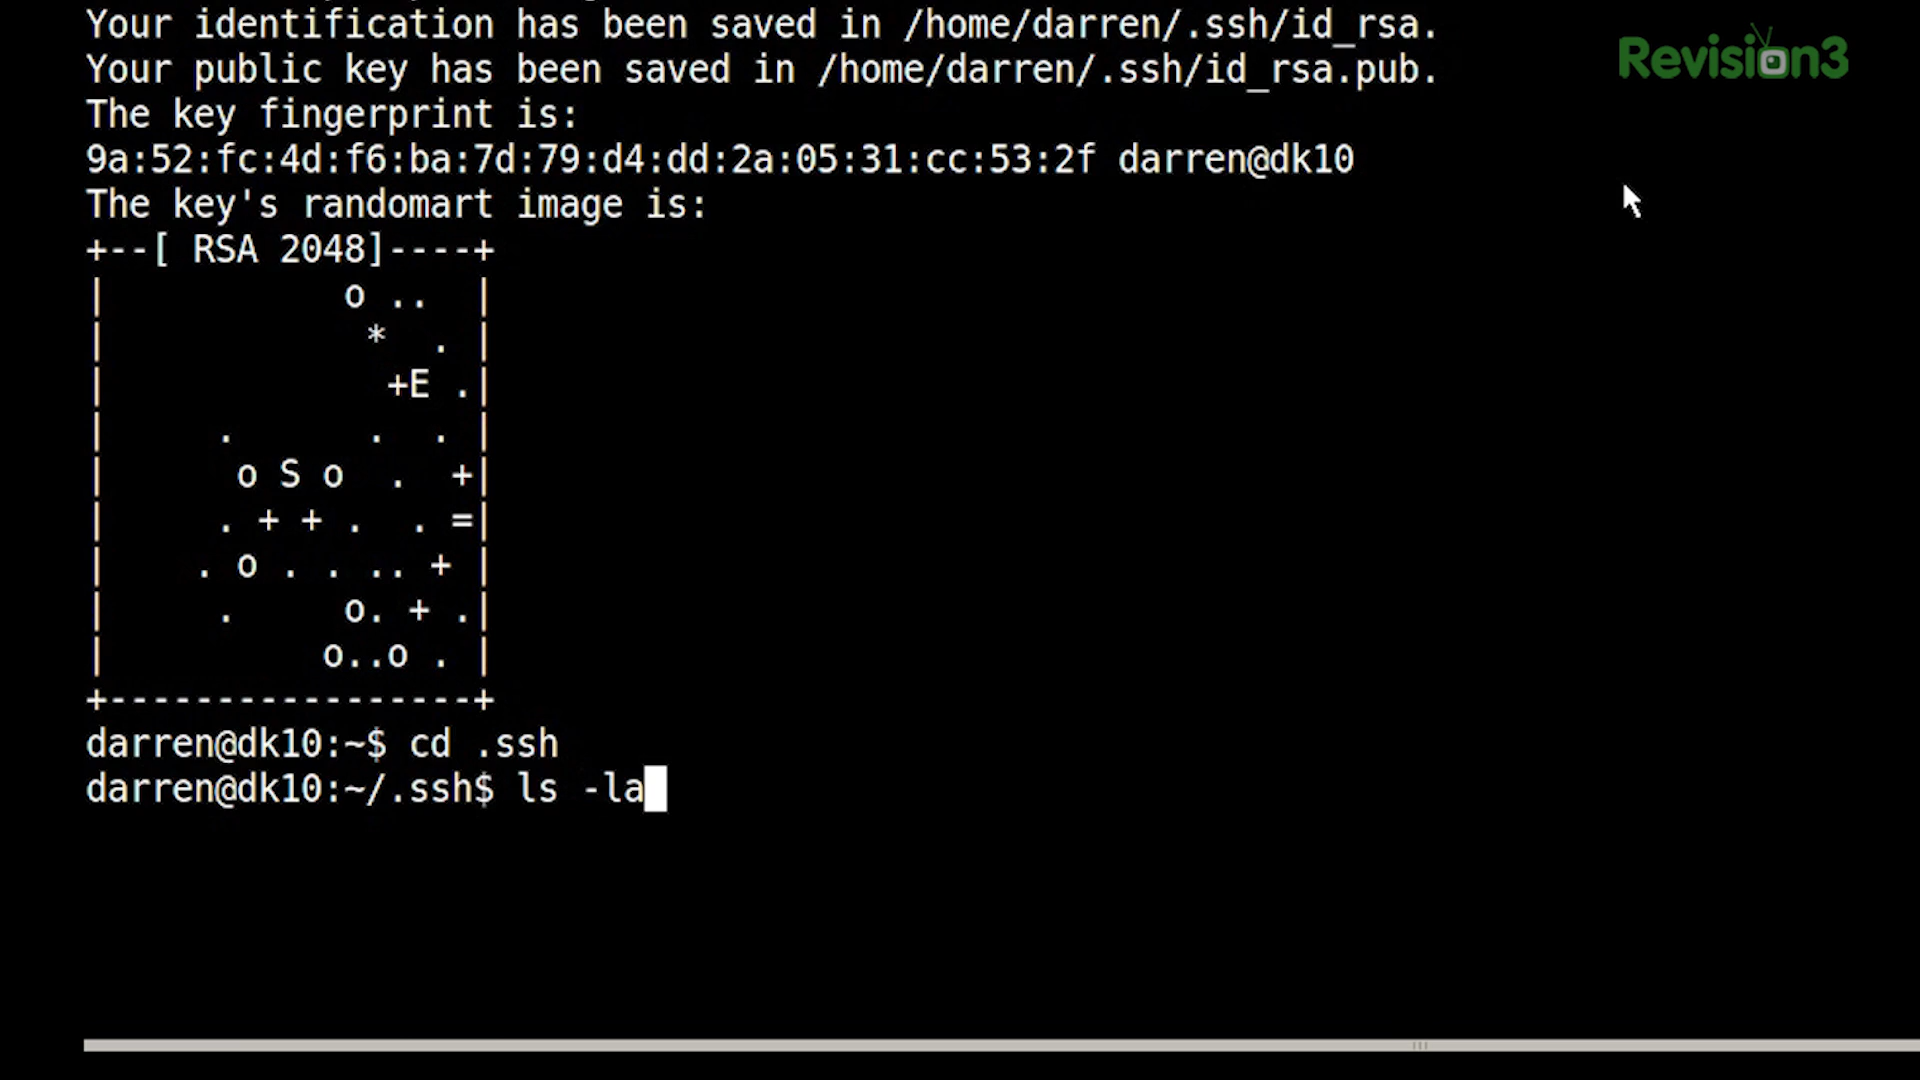 Your identification has been saved in /home/darren/.ssh/id_rsa.
Revision3
Your public key has been saved in /home/darren/.ssh/id_rsa.pub.
The key fingerprint is:
9a:52:fc:4d:f6:ba:7d:79:d4:dd:2a:05:31:cc:53:2f darren@dk10
The key's randomart image is:
+--[ RSA 2048]----+
|           o ..  |
|            *  . |
|             +E .|
|     .      .  . |
|      o S o  .  +|
|     . + + .  . =|
|    . o . . .. + |
|     .     o. + .|
|          o..o . |
+-----------------+
darren@dk10:~$ cd .ssh
darren@dk10:~/.ssh$ ls -la